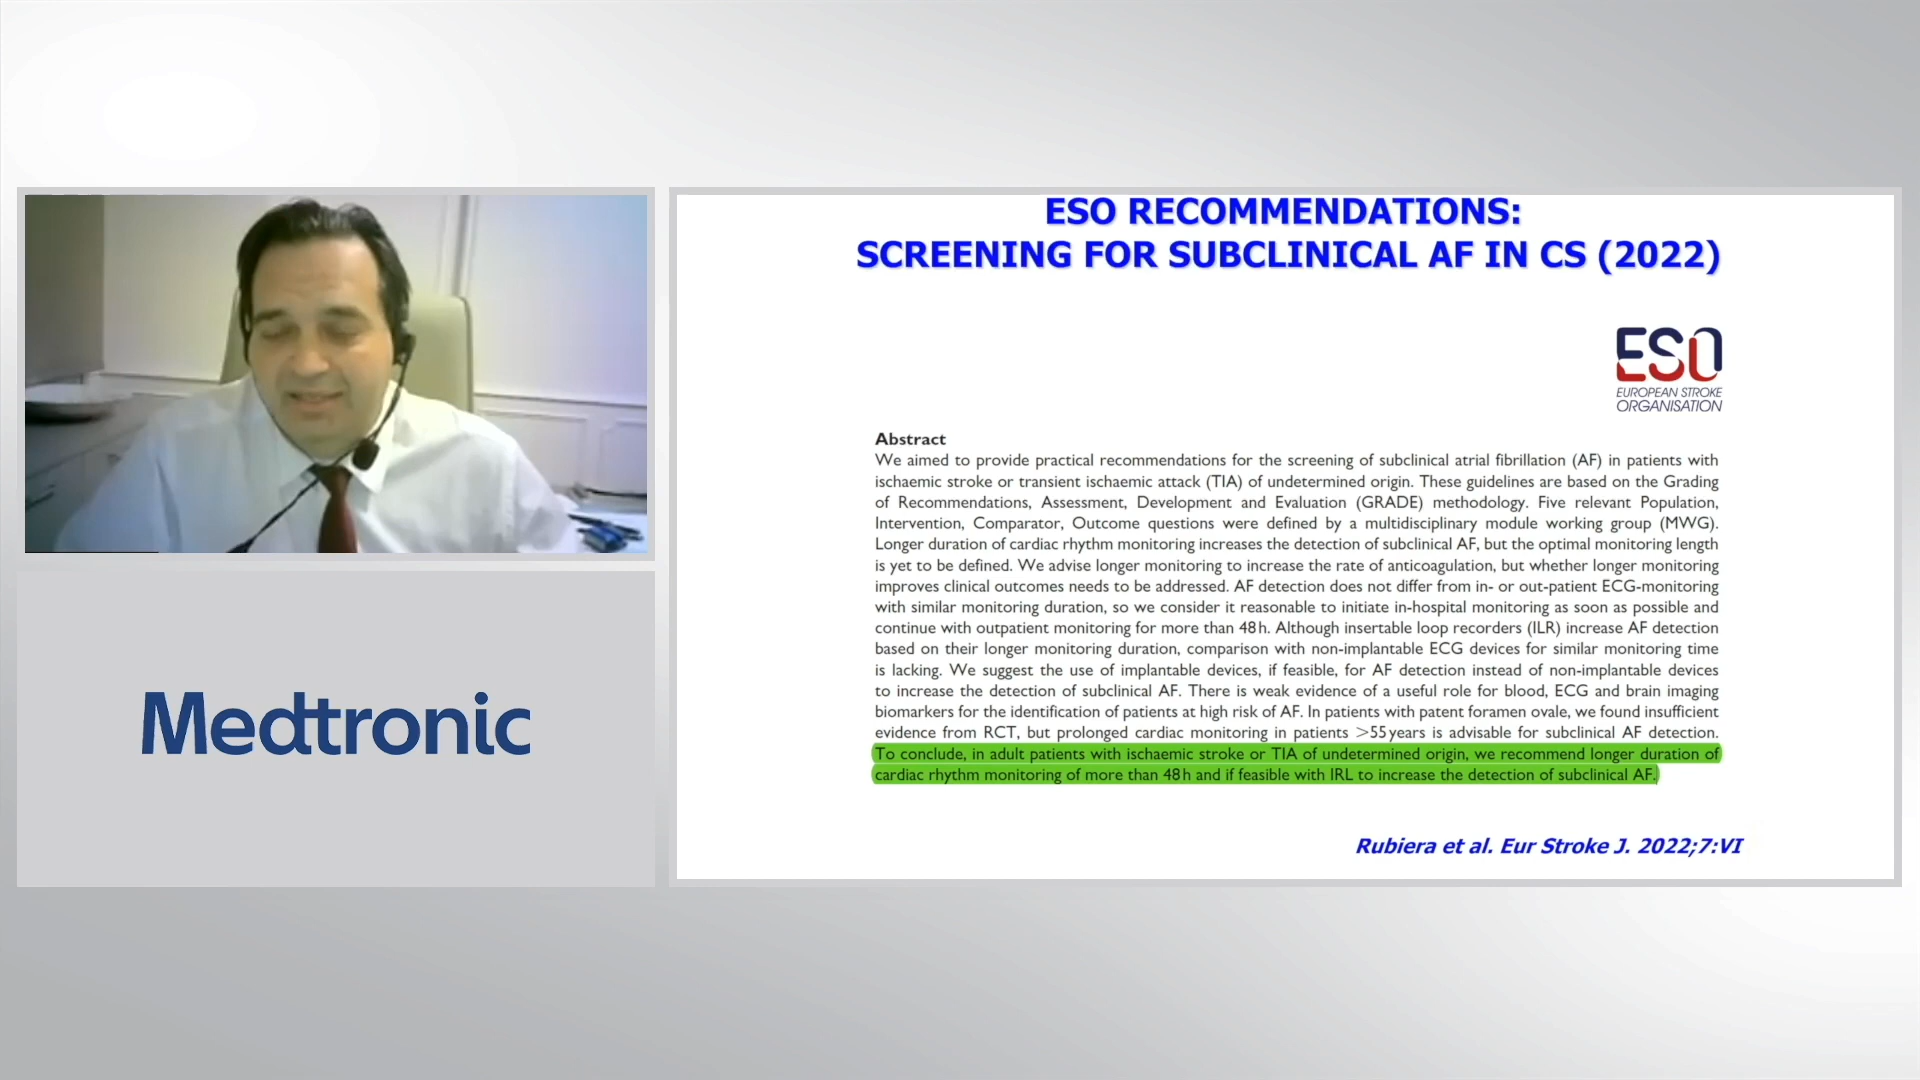 ESO RECOMMENDATIONS:
SCREENING FOR SUBCLINICAL AF IN CS (2022)
ESO
EUROPEAN STROKE
ORGANISATION
Abstract
We aimed to provide practical recommendations for the screening of subclinical atrial fibrillation (AF) in patients with
ischaemic stroke or transient ischaemic attack (TIA) of undetermined origin. These guidelines are based on the Grading
of Recommendations, Assessment, Development and Evaluation (GRADE) methodology. Five relevant Population,
Intervention, Comparator, Outcome questions were defined by a multidisciplinary module working group (MWG).
Longer duration of cardiac rhythm monitoring increases the detection of subclinical AF, but the optimal monitoring length
is yet to be defined. We advise longer monitoring to increase the rate of anticoagulation, but whether longer monitoring
improves clinical outcomes needs to be addressed. AF detection does not differ from in- or out-patient ECG-monitoring
with similar monitoring duration, so we consider it reasonable to initiate in-hospital monitoring as soon as possible and
continue with outpatient monitoring for more than 48 h. Although insertable loop recorders (ILR) increase AF detection
based on their longer monitoring duration, comparison with non-implantable ECG devices for similar monitoring time
is lacking. We suggest the use of implantable devices, if feasible, for AF detection instead of non-implantable devices
to increase the detection of subclinical AF. There is weak evidence of a useful role for blood, ECG and brain imaging
biomarkers for the identification of patients at high risk of AF. In patients with patent foramen ovale, we found insufficient
evidence from RCT, but prolonged cardiac monitoring in patients >55 years is advisable for subclinical AF detection.
To conclude, in adult patients with ischaemic stroke or TIA of undetermined origin, we recommend longer duration of
cardiac rhythm monitoring of more than 48 h and if feasible with IRL to increase the detection of subclinical AF.
Rubiera et al. Eur Stroke J. 2022;7:VI
Medtronic